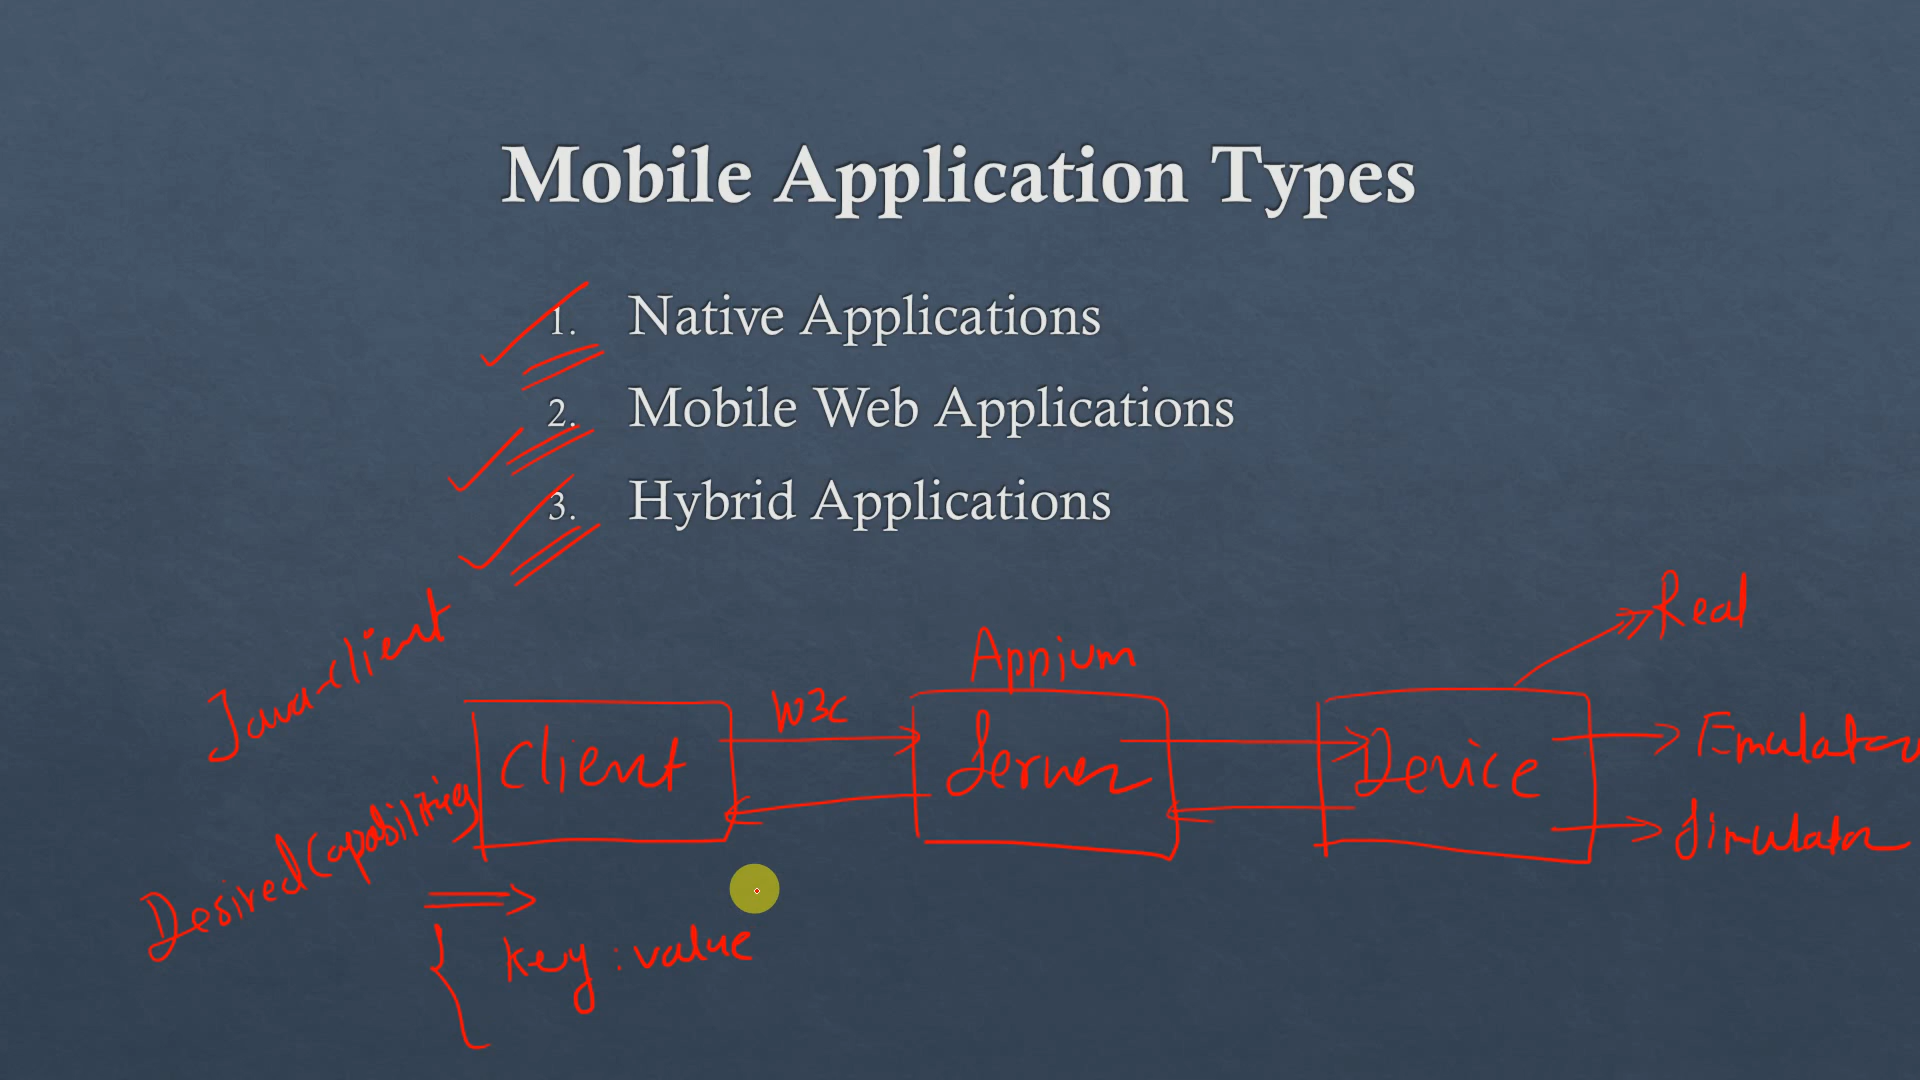 Mobile Application Types
1. Native Applications
2. Mobile Web Applications
3. Hybrid Applications
Java-client
Real
Appium
W3C
Client
Server
Device
Emulator
Simulator
Desired Capabilities
key : value